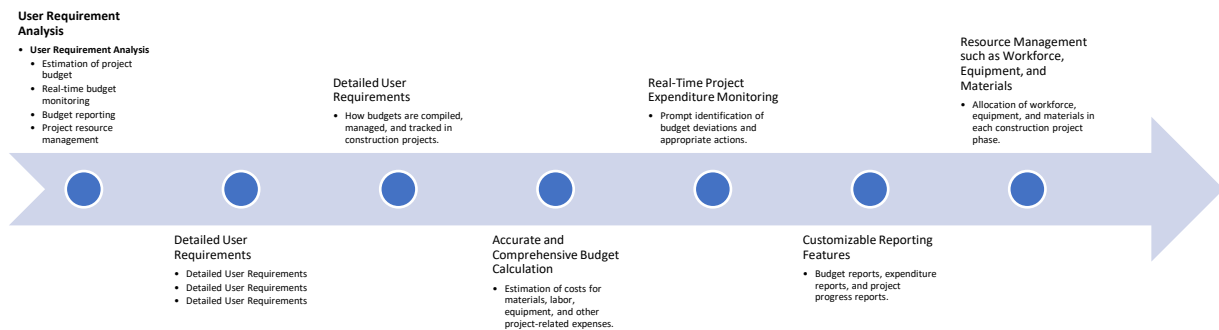 User Requirement
Analysis
• User Requirement Analysis
• Estimation of project
budget
• Real-time budget
monitoring
• Budget reporting
• Project resource
management
Detailed User
Requirements
• Detailed User Requirements
• Detailed User Requirements
• Detailed User Requirements
Detailed User
Requirements
• How budgets are compiled,
managed, and tracked in
construction projects.
Accurate and
Comprehensive Budget
Calculation
• Estimation of costs for
materials, labor,
equipment, and other
project-related expenses.
Real-Time Project
Expenditure Monitoring
• Prompt identification of
budget deviations and
appropriate actions.
Customizable Reporting
Features
• Budget reports, expenditure
reports, and project
progress reports.
Resource Management
such as Workforce,
Equipment, and
Materials
• Allocation of workforce,
equipment, and materials in
each construction project
phase.